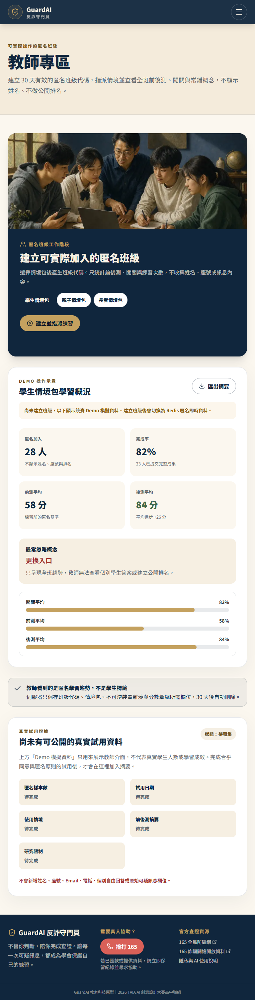 GuardAI
反詐守門員
可實際操作的匿名班級
教師專區
建立 30 天有效的匿名班級代碼，指派情境並查看全班前後測、闖關與常錯概念，不顯示
姓名、不做公開排名。
匿名班級工作階段
建立可實際加入的匿名班級
選擇情境包後產生班級代碼。只統計前後測、闖關與練習次數，不收集姓名、座號或訊息內
容。
學生情境包 親子情境包 長者情境包
建立並指派練習
DEMO 操作示意
學生情境包學習概況
匯出摘要
尚未建立班級，以下顯示競賽 Demo 模擬資料。建立班級後會切換為 Redis 匿名即時資料。
匿名加入
28 人
不顯示姓名、座號與排名
完成率
82%
23 人已提交完整成果
前測平均
58 分
練習前的匿名基準
後測平均
84 分
平均進步 +26 分
最常忽略概念
更換入口
只呈現全班趨勢，教師無法查看個別學生答案或建立公開排名。
闖關平均 83%
前測平均 58%
後測平均 84%
教師看到的是匿名學習趨勢，不是學生標籤
伺服器只保存班級代碼、情境包、不可逆裝置雜湊與分數彙總所需欄位，30 天後自動刪除。
真實試用證據
尚未有可公開的真實試用資料
狀態：待蒐集
上方「Demo 模擬資料」只用來展示教師介面，不代表真實學生人數或學習成效。完成合乎
同意與匿名原則的試用後，才會在這裡加入摘要。
匿名樣本數
待完成
試用日期
待完成
使用情境
待完成
前後測摘要
待完成
研究限制
待完成
不會新增姓名、座號、Email、電話、個別自由回答或原始可疑訊息欄位。
GuardAI 反詐守門員
不替你判斷，陪你完成查證。讓每
一次可疑訊息，都成為學會保護自
己的練習。
需要真人協助？
撥打 165
若已匯款或提供資料，請立即保
留紀錄並尋求協助。
官方查證資源
165 全民防騙網
165 詐騙闢謠開放資料
隱私與 AI 使用說明
GuardAI 教育科技原型｜2026 TAIA AI 創意設計大賽高中職組